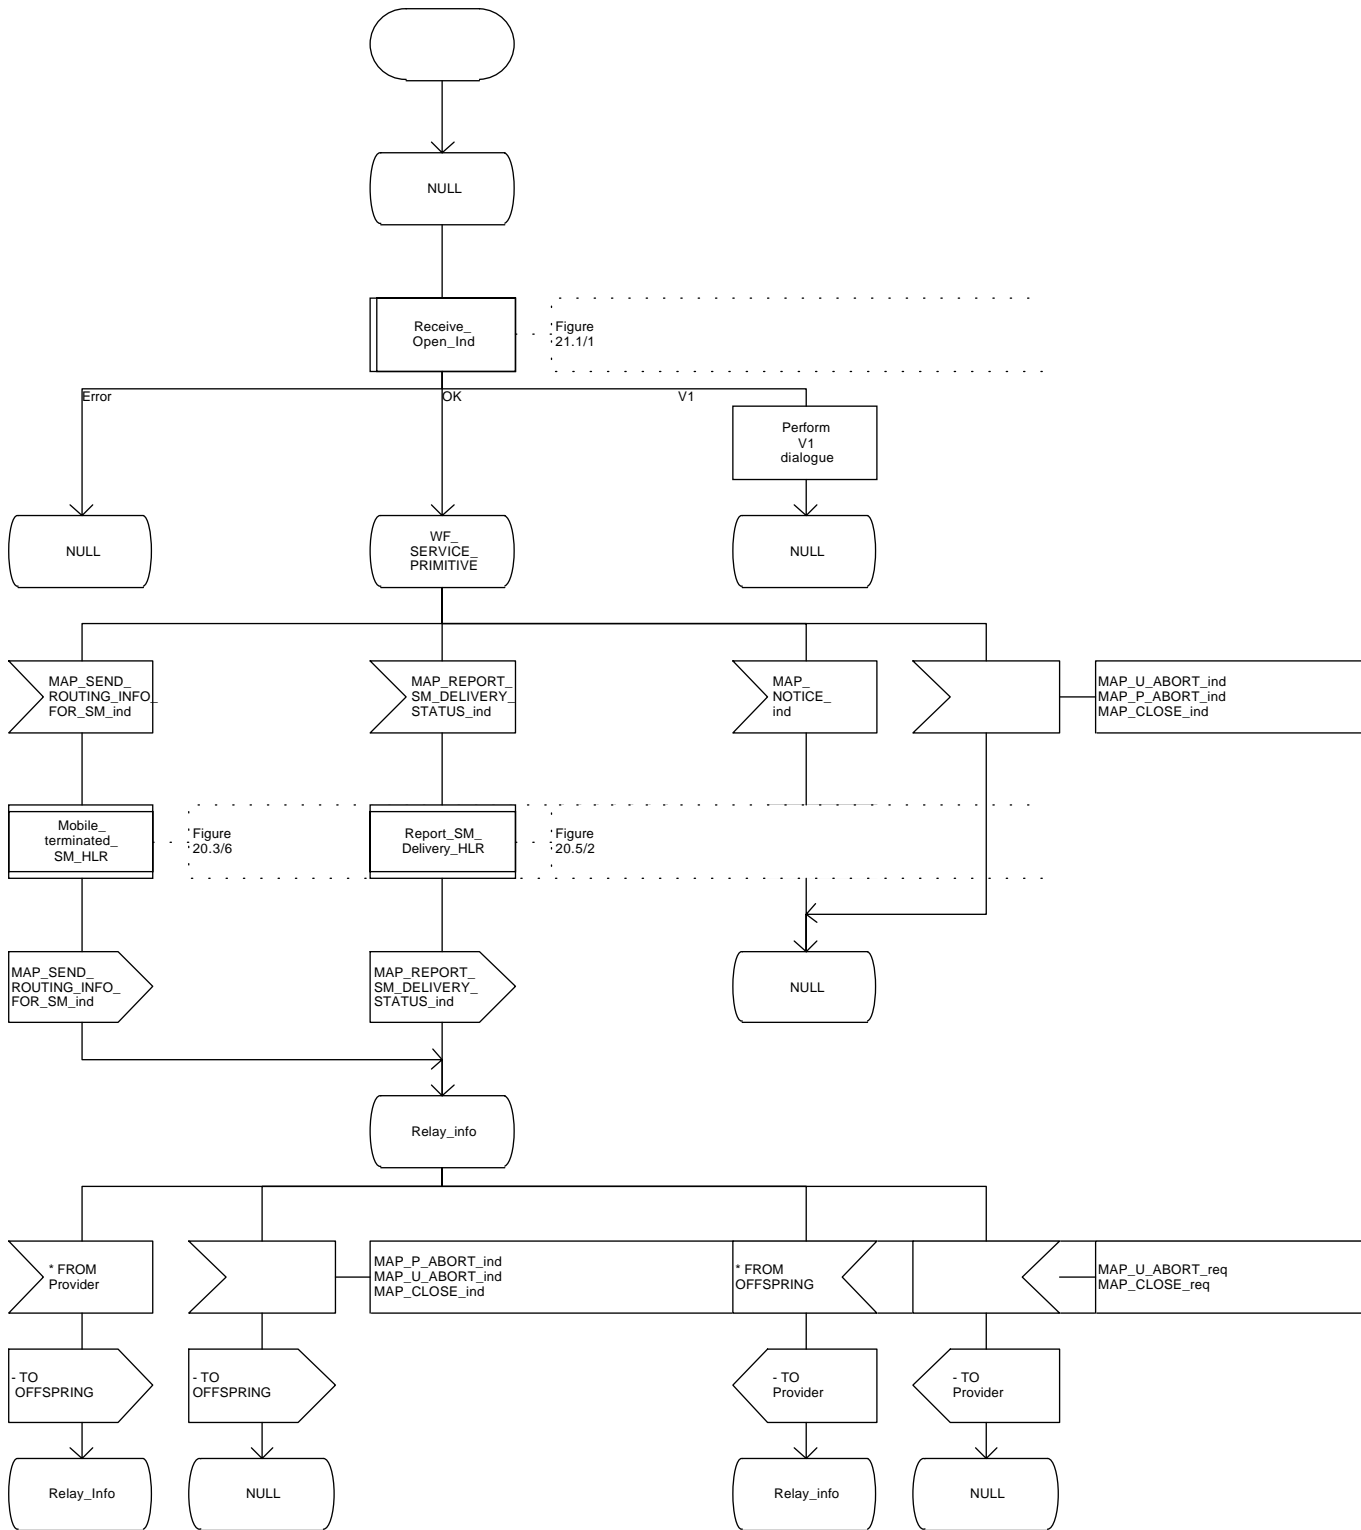 NULL
Receive_
Open_Ind
Figure
21.1/1
Error
OK
V1
Perform
V1
dialogue
NULL
WF_
SERVICE_
PRIMITIVE
NULL
MAP_SEND_
ROUTING_INFO_
FOR_SM_ind
MAP_REPORT_
SM_DELIVERY_
STATUS_ind
MAP_
NOTICE_
ind
MAP_U_ABORT_ind
MAP_P_ABORT_ind
MAP_CLOSE_ind
Mobile_
terminated_
SM_HLR
Figure
20.3/6
Report_SM_
Delivery_HLR
Figure
20.5/2
MAP_SEND_
ROUTING_INFO_
FOR_SM_ind
MAP_REPORT_
SM_DELIVERY_
STATUS_ind
NULL
Relay_info
* FROM
Provider
MAP_P_ABORT_ind
MAP_U_ABORT_ind
MAP_CLOSE_ind
* FROM
OFFSPRING
MAP_U_ABORT_req
MAP_CLOSE_req
- TO
OFFSPRING
- TO
OFFSPRING
- TO
Provider
- TO
Provider
Relay_Info
NULL
Relay_info
NULL